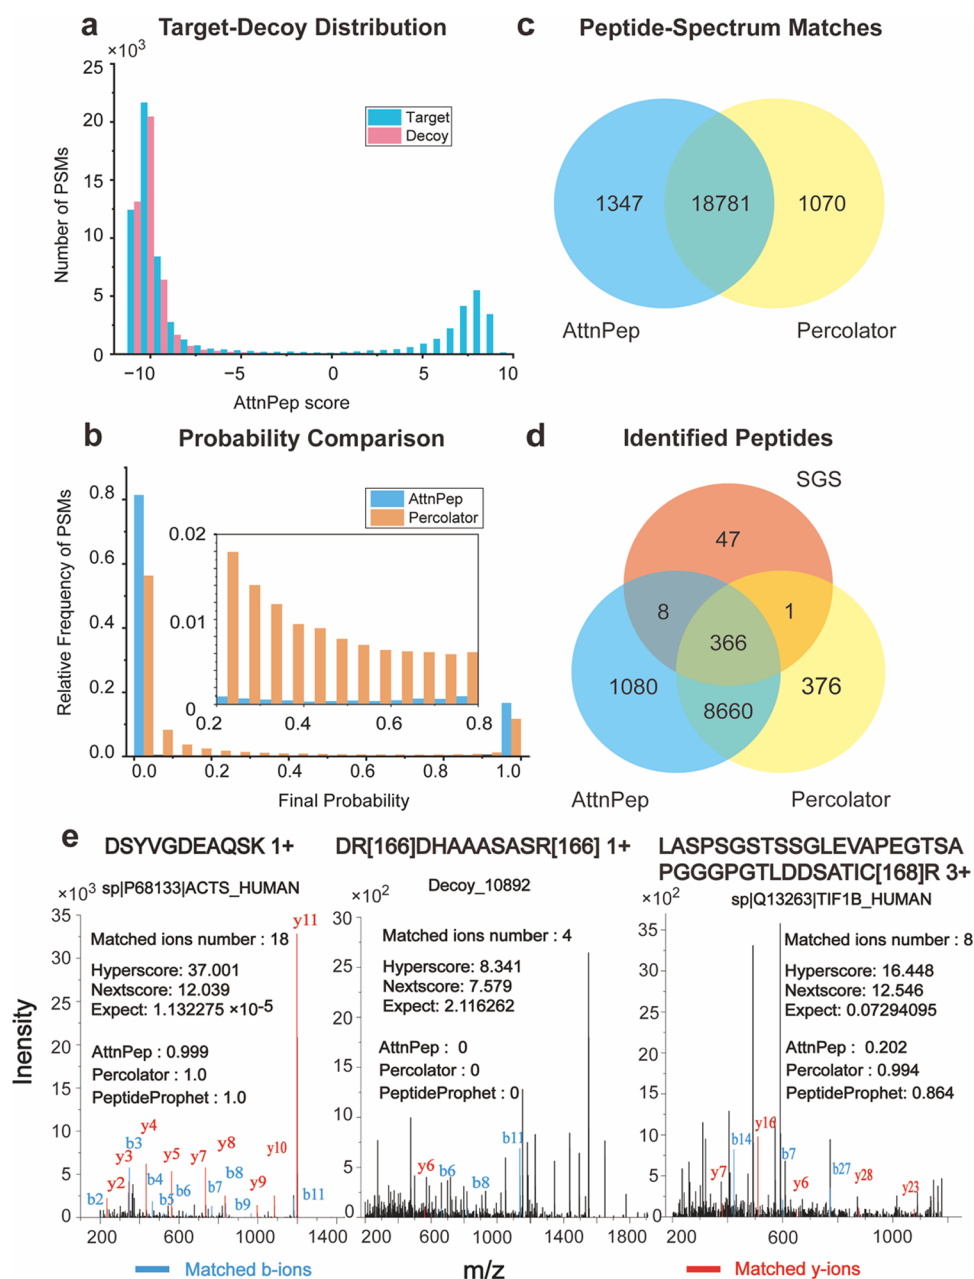 a Target-Decoy Distribution
×10³
25
20
15
10
5
0
Number of PSMs
Target
Decoy
−10 −5 0 5 10
AttnPep score
c Peptide-Spectrum Matches
1347 18781 1070
AttnPep Percolator
b Probability Comparison
0.8
0.6
0.4
0.2
0.0
Relative Frequency of PSMs
AttnPep
Percolator
0.02
0.01
0
0.2 0.4 0.6 0.8
0.0 0.2 0.4 0.6 0.8 1.0
Final Probability
d Identified Peptides
SGS
47
8 1
366
1080 376
8660
AttnPep Percolator
e DSYVGDEAQSK 1+
×10³ sp|P68133|ACTS_HUMAN
35
30
25
20
15
10
5
0
Inensity
y11
Matched ions number : 18
Hyperscore: 37.001
Nextscore: 12.039
Expect: 1.132275 ×10⁻⁵
AttnPep : 0.999
Percolator : 1.0
PeptideProphet : 1.0
y4
b3
y3 y5 y7 y8 y10
y2 b4 b8 y9
b2 b5 b6 b7 b9 b11
200 600 1000 1400
DR[166]DHAAASASR[166] 1+
Decoy_10892
×10²
30
25
20
15
10
5
0
Matched ions number : 4
Hyperscore: 8.341
Nextscore: 7.579
Expect: 2.116262
AttnPep : 0
Percolator : 0
PeptideProphet : 0
b11
y6 b6
b8
200 600 1000 1400 1800
LASPSGSTSSGLEVAPEGTSA
PGGGPGTLDDSATIC[168]R 3+
×10² sp|Q13263|TIF1B_HUMAN
35
30
25
20
15
10
5
0
Matched ions number : 8
Hyperscore: 16.448
Nextscore: 12.546
Expect: 0.07294095
AttnPep : 0.202
Percolator : 0.994
PeptideProphet: 0.864
y16
b14 b7
y7 b27 y28
y6 y23
200 600 1000
Matched b-ions m/z Matched y-ions